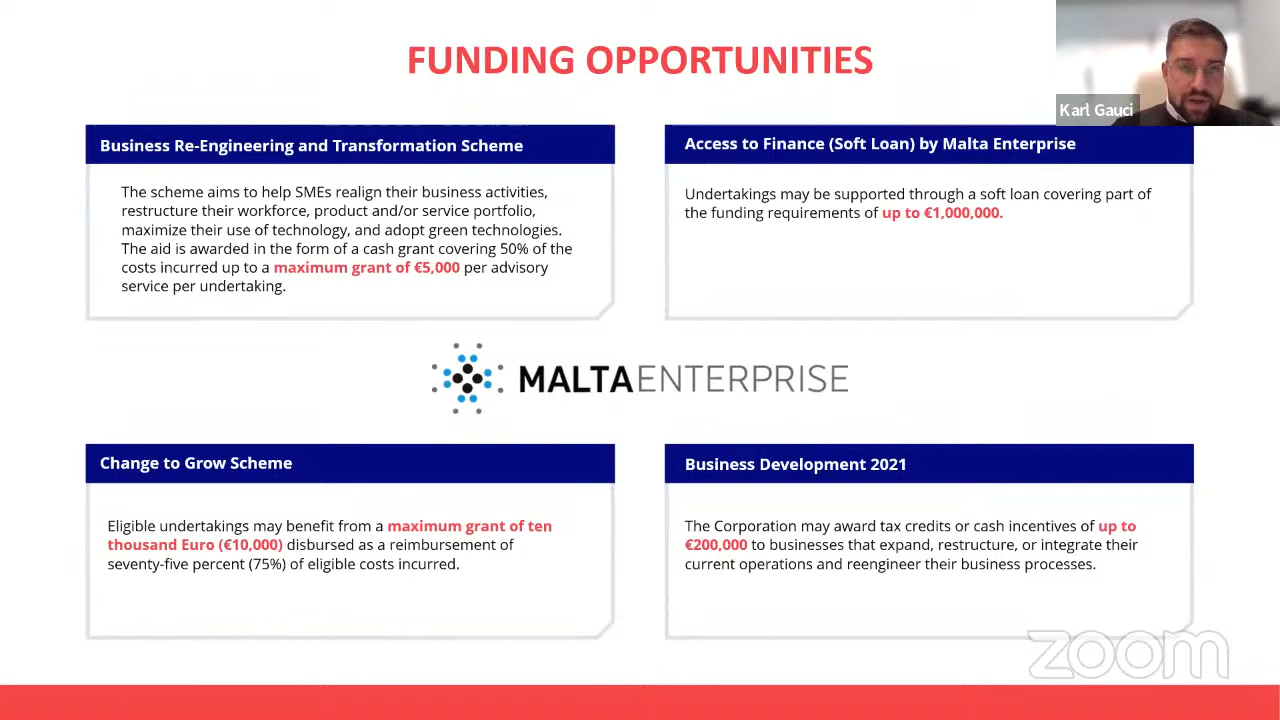 FUNDING OPPORTUNITIES
Karl Gauci
Business Re-Engineering and Transformation Scheme
The scheme aims to help SMEs realign their business activities,
restructure their workforce, product and/or service portfolio,
maximize their use of technology, and adopt green technologies.
The aid is awarded in the form of a cash grant covering 50% of the
costs incurred up to a maximum grant of €5,000 per advisory
service per undertaking.
Access to Finance (Soft Loan) by Malta Enterprise
Undertakings may be supported through a soft loan covering part of
the funding requirements of up to €1,000,000.
MALTAENTERPRISE
Change to Grow Scheme
Eligible undertakings may benefit from a maximum grant of ten
thousand Euro (€10,000) disbursed as a reimbursement of
seventy-five percent (75%) of eligible costs incurred.
Business Development 2021
The Corporation may award tax credits or cash incentives of up to
€200,000 to businesses that expand, restructure, or integrate their
current operations and reengineer their business processes.
zoom